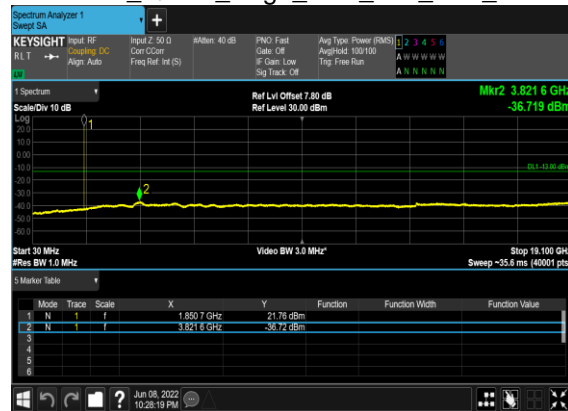 Spectrum Analyzer 1
Swept SA
+
KEYSIGHT Input: RF Input Z: 50 Ω #Atten: 40 dB PNO: Fast Avg Type: Power (RMS) 1 2 3 4 5 6
RLT Coupling: DC Corr CCorr Gate: Off Avg|Hold: 100/100 A W W W W W
Align: Auto Freq Ref: Int (S) IF Gain: Low Trig: Free Run
LXI Sig Track: Off A N N N N N
1 Spectrum Ref Lvl Offset 7.80 dB Mkr2 3.821 6 GHz
Scale/Div 10 dB Ref Level 30.00 dBm -36.719 dBm
Log
1
20.0
10.0
0.00
-10.0
DL1 -13.00 dBm
-20.0
-30.0
2
-40.0
-50.0
-60.0
Start 30 MHz Video BW 3.0 MHz* Stop 19.100 GHz
#Res BW 1.0 MHz Sweep ~35.6 ms (40001 pts)
5 Marker Table
Mode Trace Scale X Y Function Function Width Function Value
1 N 1 f 1.850 7 GHz 21.76 dBm
2 N 1 f 3.821 6 GHz -36.72 dBm
3
4
5
6
? Jun 08, 2022
10:28:19 PM